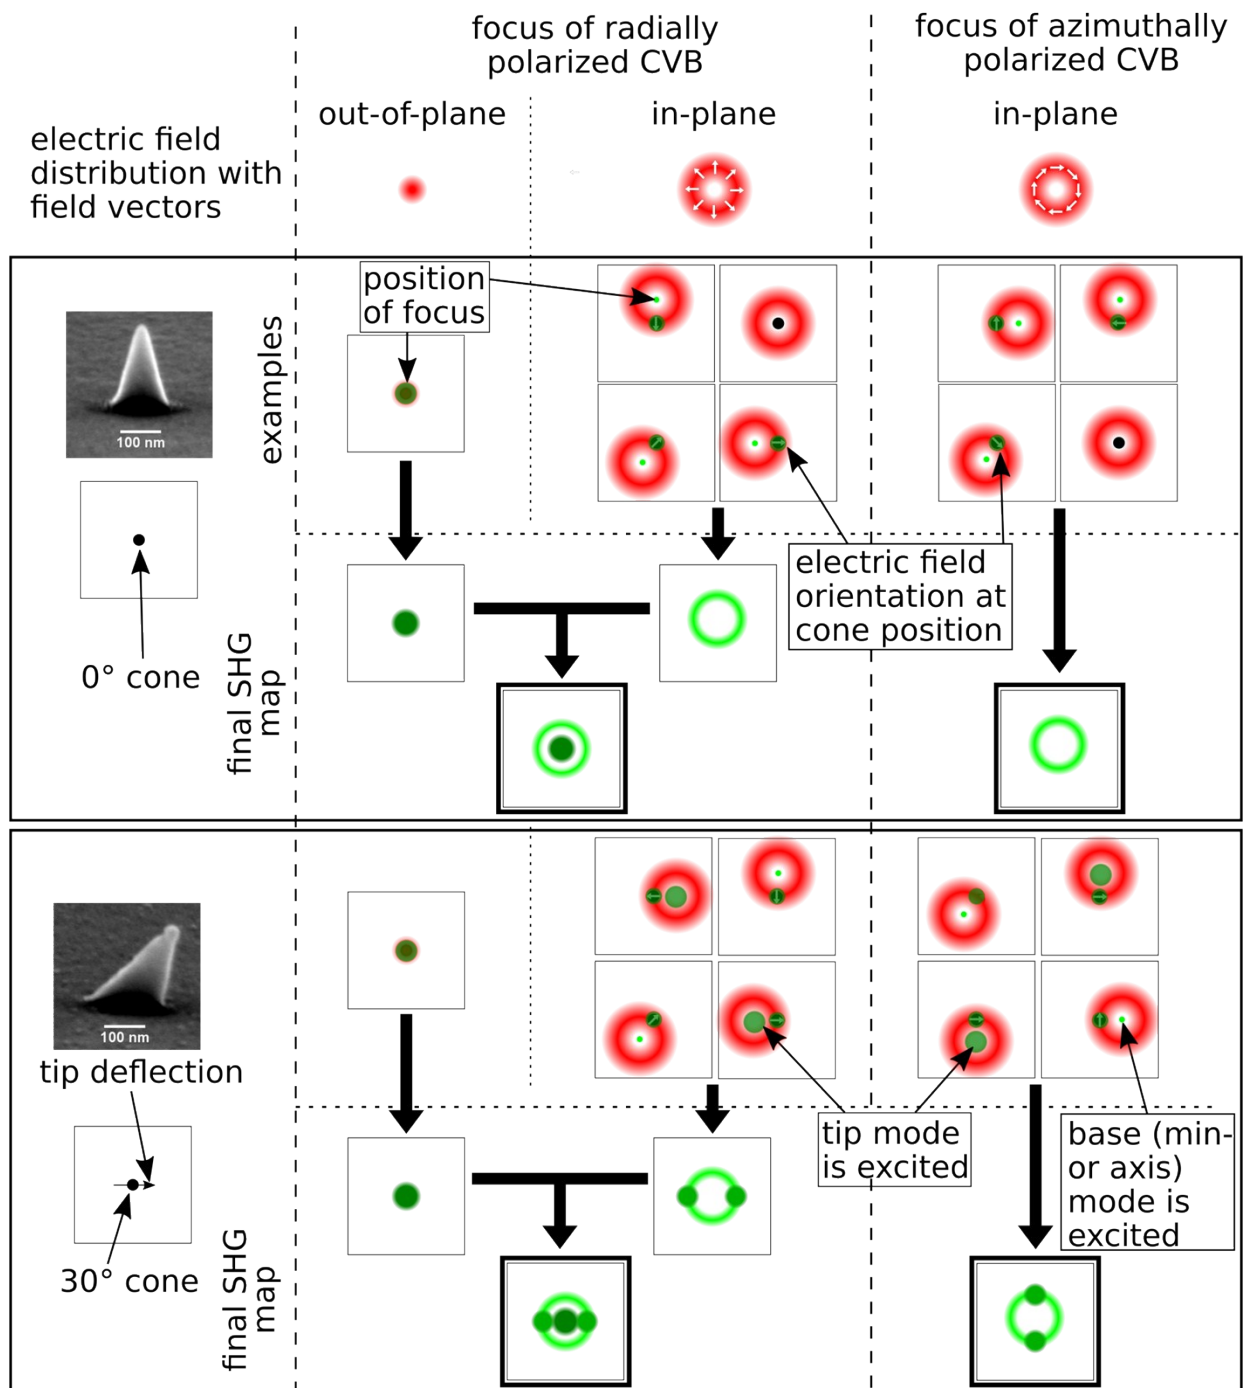 focus of radially
polarized CVB
focus of azimuthally
polarized CVB
out-of-plane
in-plane
in-plane
electric field
distribution with
field vectors
position
of focus
examples
100 nm
electric field
orientation at
cone position
0° cone
final SHG
map
100 nm
tip deflection
tip mode
is excited
base (min-
or axis)
mode is
excited
30° cone
final SHG
map